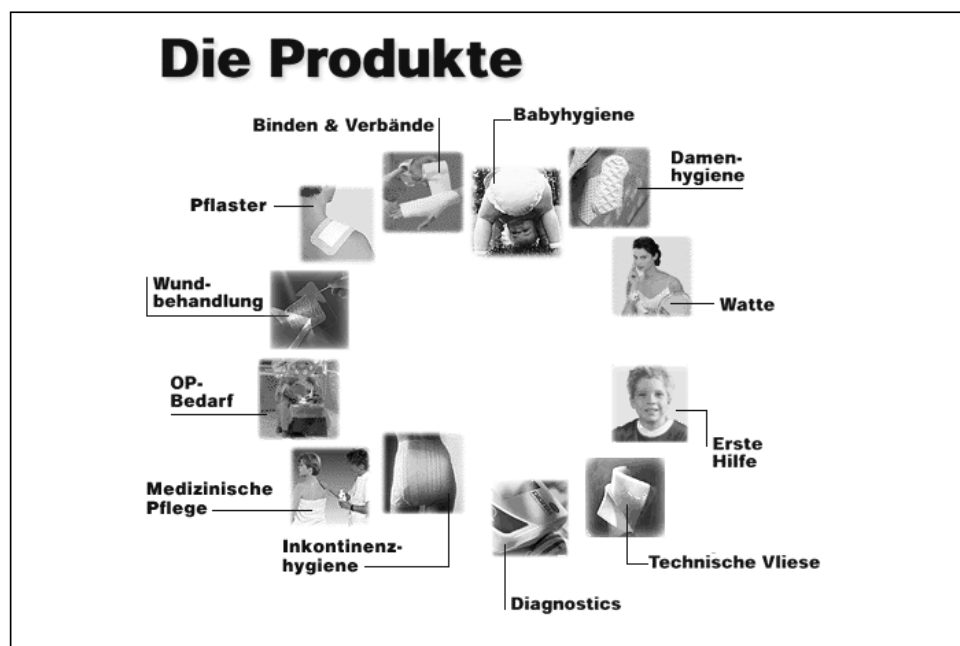 Die Produkte
Binden & Verbände
Babyhygiene
Damen-
hygiene
Pflaster
Wund-
behandlung
Watte
OP-
Bedarf
Erste
Hilfe
Medizinische
Pflege
Inkontinenz-
hygiene
Technische Vliese
Diagnostics